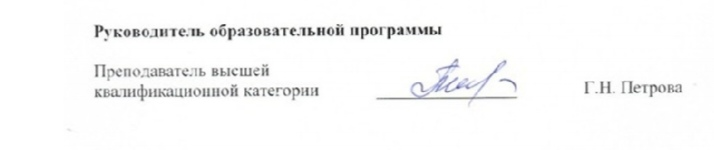 Руководитель образовательной программы
Преподаватель высшей
квалификационной категории Г.Н. Петрова